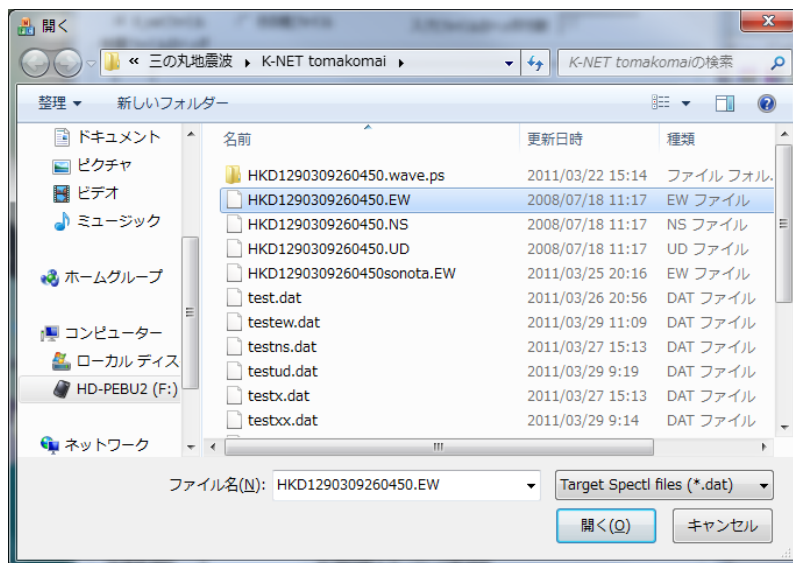 開く
« 三の丸地震波 ▸ K-NET tomakomai ▸
K-NET tomakomaiの検索
整理 ▼ 新しいフォルダー
ドキュメント
ピクチャ
ビデオ
ミュージック
ホームグループ
コンピューター
ローカル ディス
HD-PEBU2 (F:)
ネットワーク
名前 更新日時 種類
HKD1290309260450.wave.ps 2011/03/22 15:14 ファイル フォル.
HKD1290309260450.EW 2008/07/18 11:17 EW ファイル
HKD1290309260450.NS 2008/07/18 11:17 NS ファイル
HKD1290309260450.UD 2008/07/18 11:17 UD ファイル
HKD1290309260450sonota.EW 2011/03/25 20:16 EW ファイル
test.dat 2011/03/26 20:56 DAT ファイル
testew.dat 2011/03/29 11:09 DAT ファイル
testns.dat 2011/03/27 15:13 DAT ファイル
testud.dat 2011/03/29 9:19 DAT ファイル
testx.dat 2011/03/27 15:13 DAT ファイル
testxx.dat 2011/03/29 9:14 DAT ファイル
ファイル名(N): HKD1290309260450.EW
Target Spectl files (*.dat)
開く(O) キャンセル